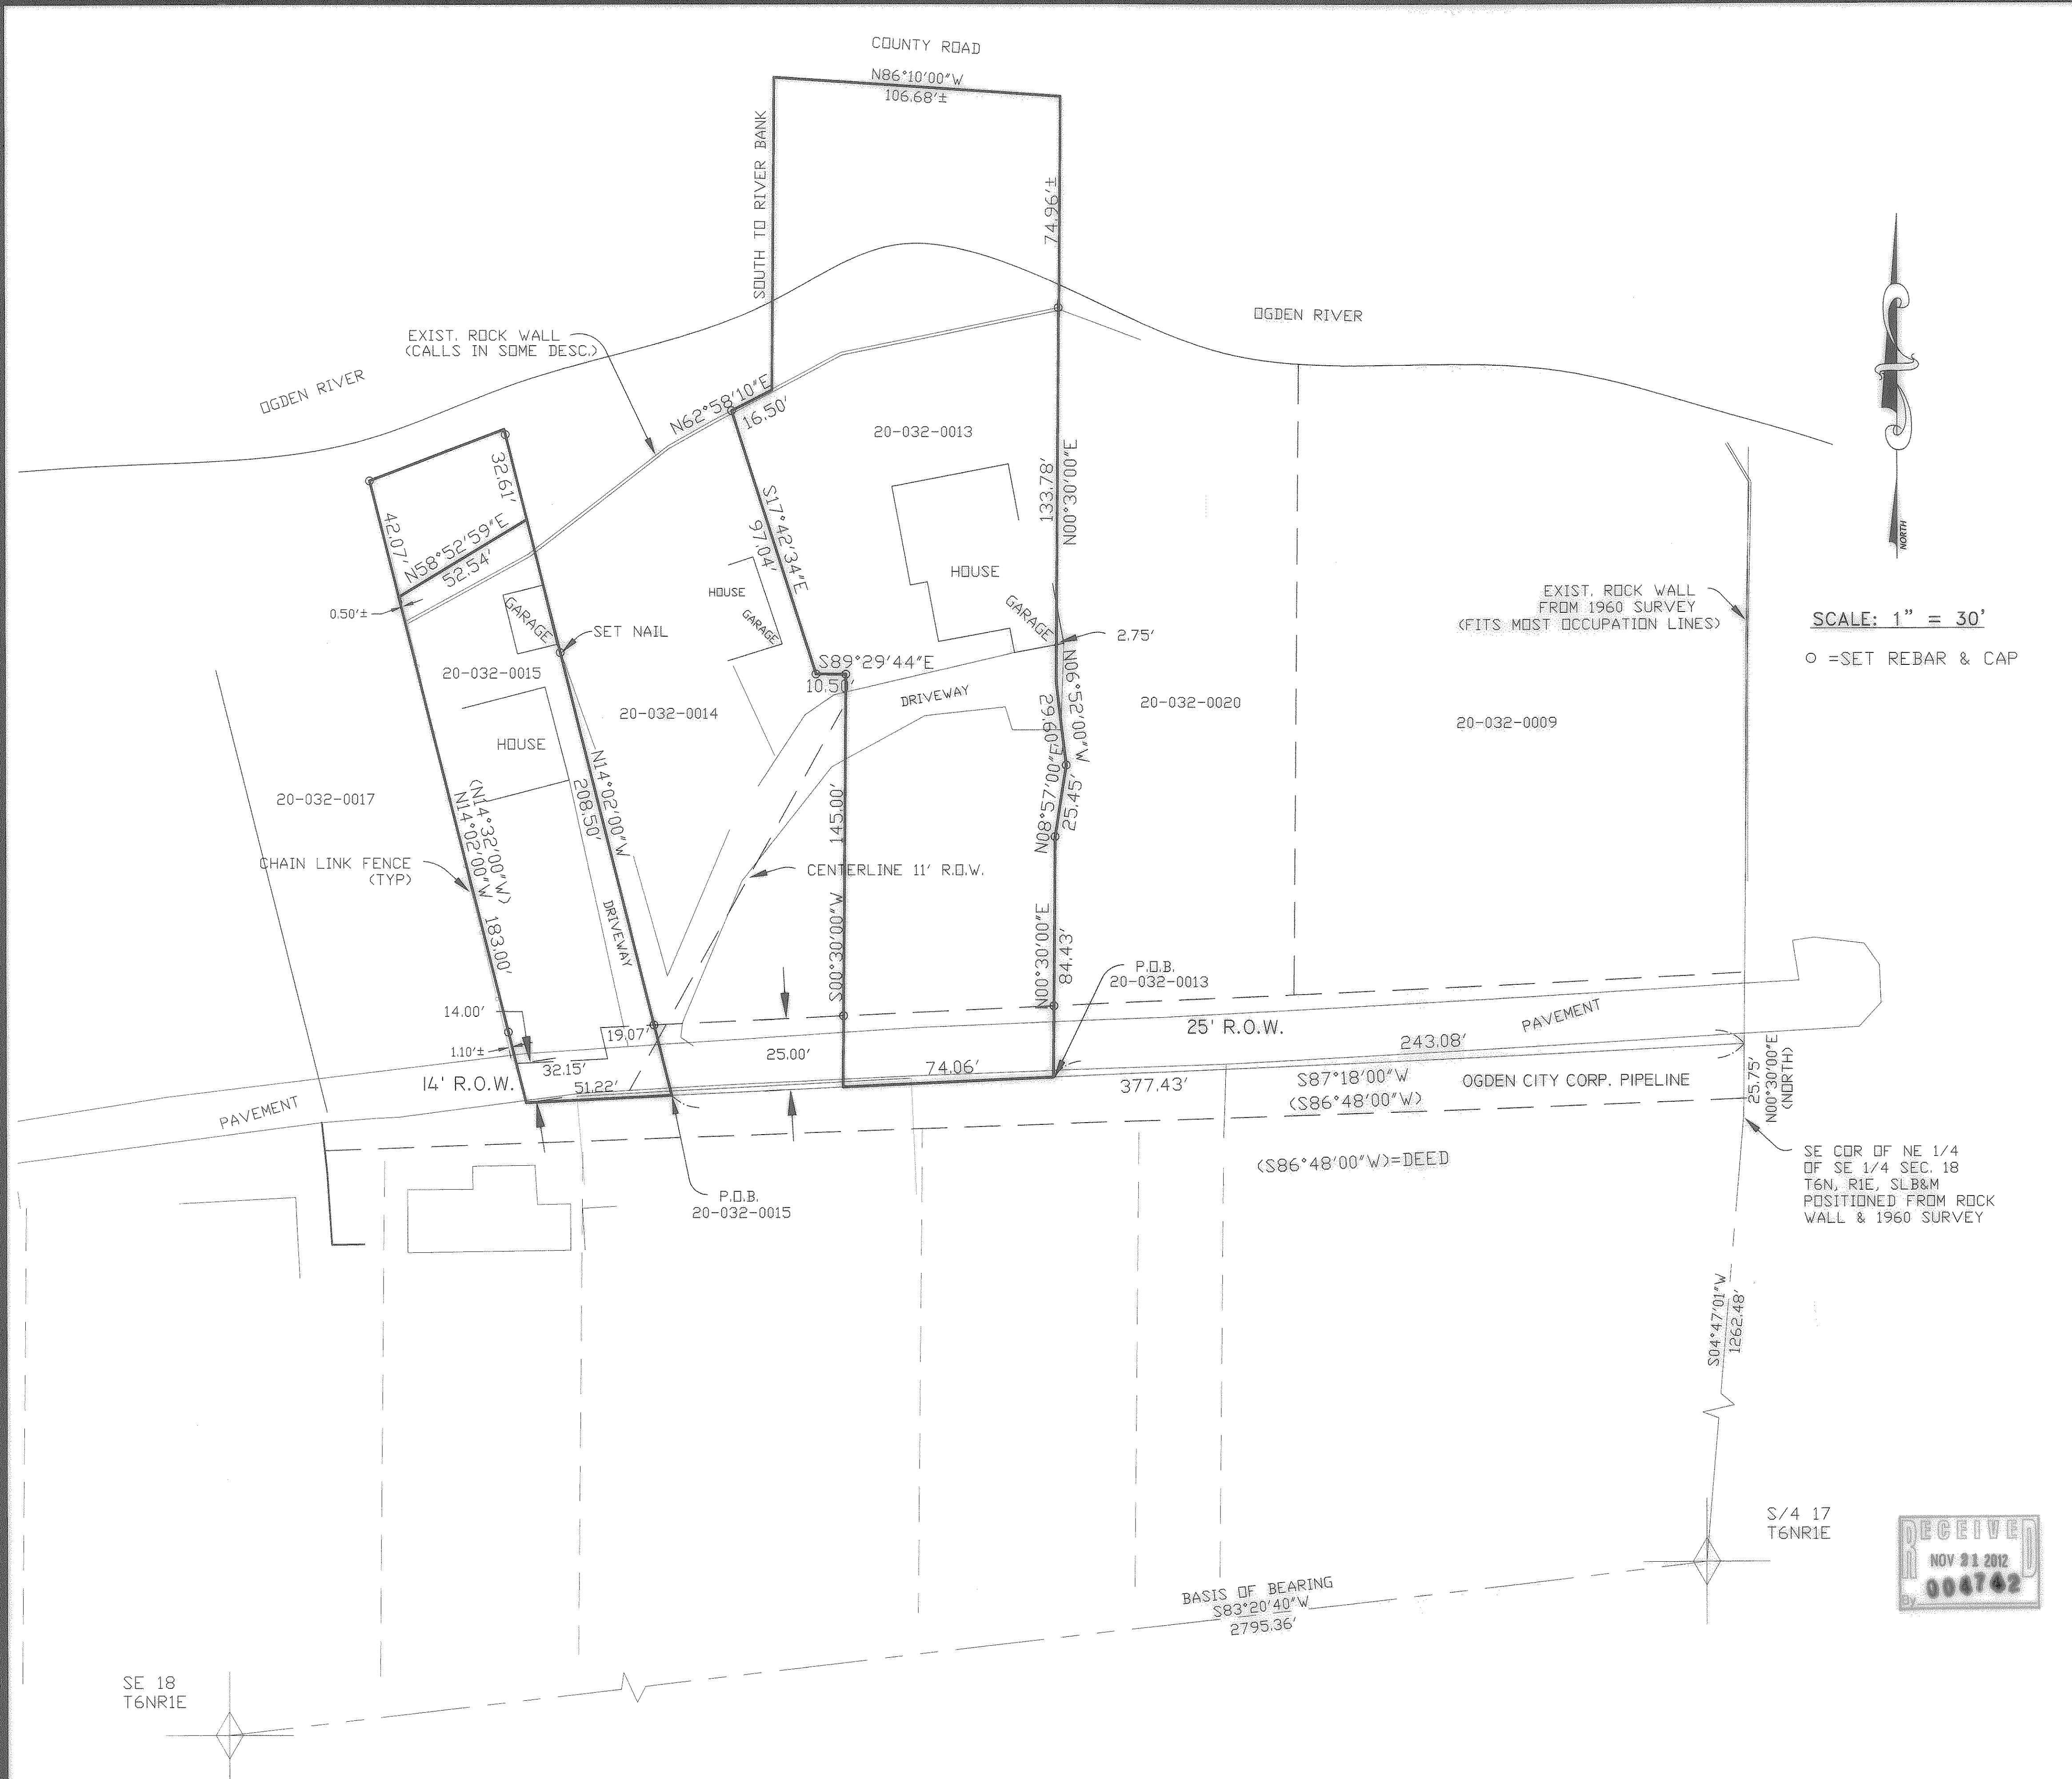 COUNTY ROAD
N86°10'00"W
106.68'±
SOUTH TO RIVER BANK
74.96'±
OGDEN RIVER
EXIST. ROCK WALL
(CALLS IN SOME DESC.)
OGDEN RIVER
N62°58'10"E
16.50'
20-032-0013
32.61'
42.07'
N58°52'59"E
52.54'
0.50'±
S17°42'34"E
97.04'
133.78'
N00°30'00"E
HOUSE
HOUSE
GARAGE
GARAGE
GARAGE
SET NAIL
2.75'
EXIST. ROCK WALL
FROM 1960 SURVEY
(FITS MOST OCCUPATION LINES)
NORTH
SCALE: 1" = 30'
=SET REBAR & CAP
S89°29'44"E
10.50'
DRIVEWAY
20-032-0015
20-032-0014
20-032-0020
20-032-0009
HOUSE
N06°52'00"W
29.60'
N08°57'00"E
25.45'
20-032-0017
(N14°32'00"W)
N14°02'00"W
183.00'
N14°02'00"W
208.50'
DRIVEWAY
145.00'
S00°30'00"W
CHAIN LINK FENCE
(TYP)
CENTERLINE 11' R.O.W.
N00°30'00"E
84.43'
P.O.B.
20-032-0013
14.00'
1.10'±
19.07'
25.00'
25' R.O.W.
PAVEMENT
243.08'
14' R.O.W.
32.15'
51.22'
74.06'
377.43'
S87°18'00"W
(S86°48'00"W)
OGDEN CITY CORP. PIPELINE
25.75'
N00°30'00"E
(NORTH)
PAVEMENT
(S86°48'00"W)=DEED
SE COR OF NE 1/4
OF SE 1/4 SEC. 18
T6N, R1E, SLB&M
POSITIONED FROM ROCK
WALL & 1960 SURVEY
P.O.B.
20-032-0015
S04°47'01"W
1262.48'
S/4 17
T6NR1E
RECEIVED
NOV 21 2012
By 004742
BASIS OF BEARING
S83°20'40"W
2795.36'
SE 18
T6NR1E